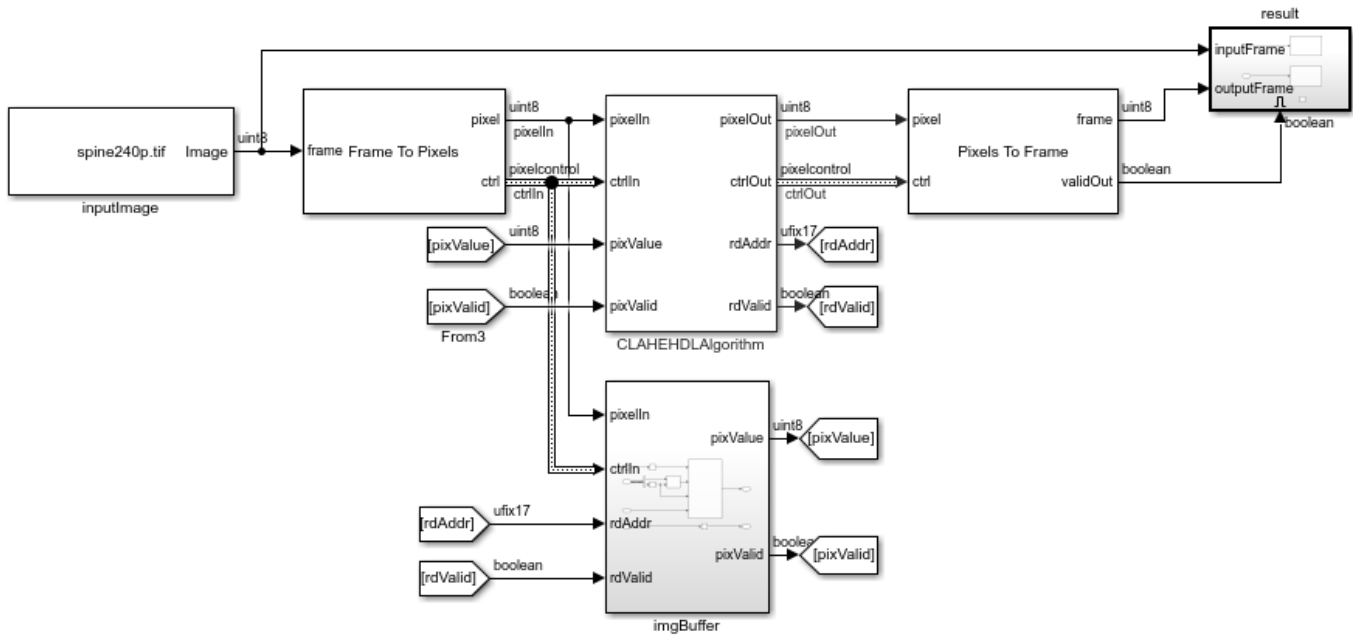 result
inputFrame
outputFrame
boolean
spine240p.tif
Image
uint8
inputImage
frame
Frame To Pixels
pixel
ctrl
uint8
pixelIn
pixelcontrol
ctrlIn
[pixValue]
uint8
[pixValid]
boolean
From3
pixelIn
ctrlIn
pixValue
pixValid
pixelOut
ctrlOut
rdAddr
rdValid
CLAHEHDLAlgorithm
uint8
pixelOut
pixelcontrol
ctrlOut
ufix17
[rdAddr]
boolean
[rdValid]
pixel
ctrl
Pixels To Frame
frame
validOut
uint8
boolean
pixelIn
ctrlIn
rdAddr
rdValid
pixValue
pixValid
imgBuffer
[rdAddr]
ufix17
[rdValid]
boolean
uint8
[pixValue]
boolea
[pixValid]